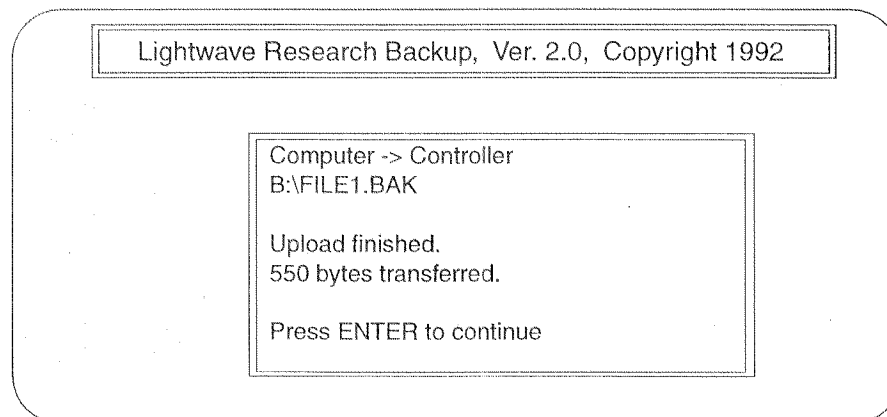 Lightwave Research Backup, Ver. 2.0, Copyright 1992
Computer -> Controller
B:\FILE1.BAK
Upload finished.
550 bytes transferred.
Press ENTER to continue